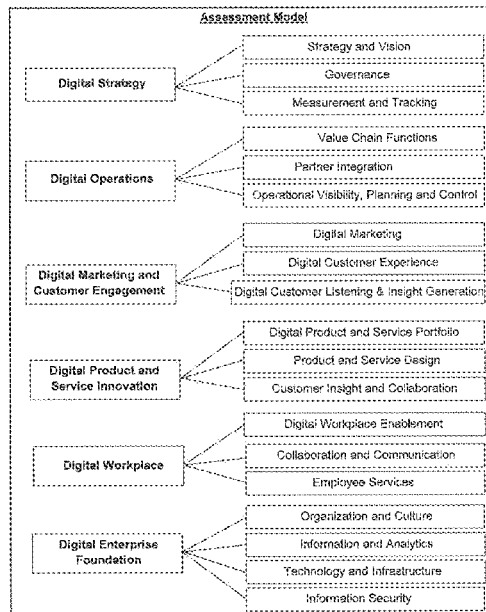 Assessment Model
Digital Strategy
Strategy and Vision
Governance
Measurement and Tracking
Digital Operations
Value Chain Functions
Partner Integration
Operational Visibility, Planning and Control
Digital Marketing and
Customer Engagement
Digital Marketing
Digital Customer Experience
Digital Customer Listening & Insight Generation
Digital Product and
Service Innovation
Digital Product and Service Portfolio
Product and Service Design
Customer Insight and Collaboration
Digital Workplace
Digital Workplace Enablement
Collaboration and Communication
Employee Services
Digital Enterprise
Foundation
Organization and Culture
Information and Analytics
Technology and Infrastructure
Information Security